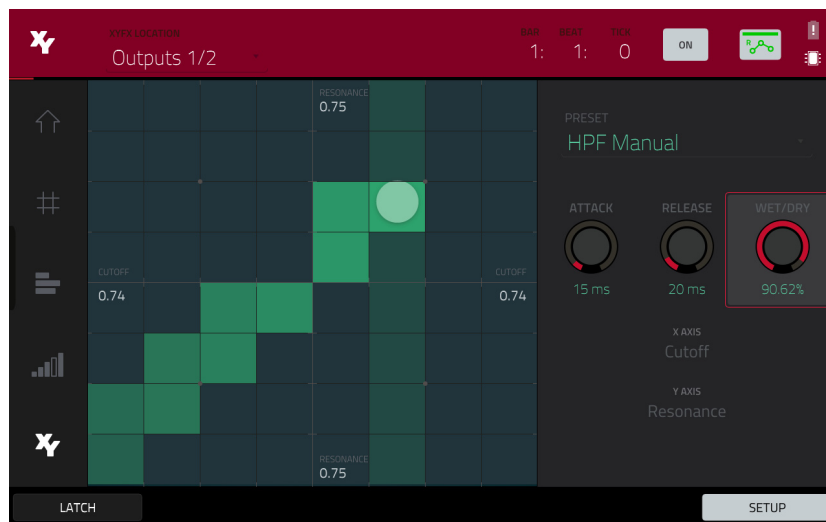 XY
XYFX LOCATION
Outputs 1/2
BAR BEAT TICK
1: 1: 0
ON
R
!
RESONANCE
0.75
PRESET
HPF Manual
ATTACK RELEASE WET/DRY
15 ms 20 ms 90.62%
CUTOFF CUTOFF
0.74 0.74
X AXIS
Cutoff
Y AXIS
Resonance
XY
RESONANCE
0.75
LATCH SETUP